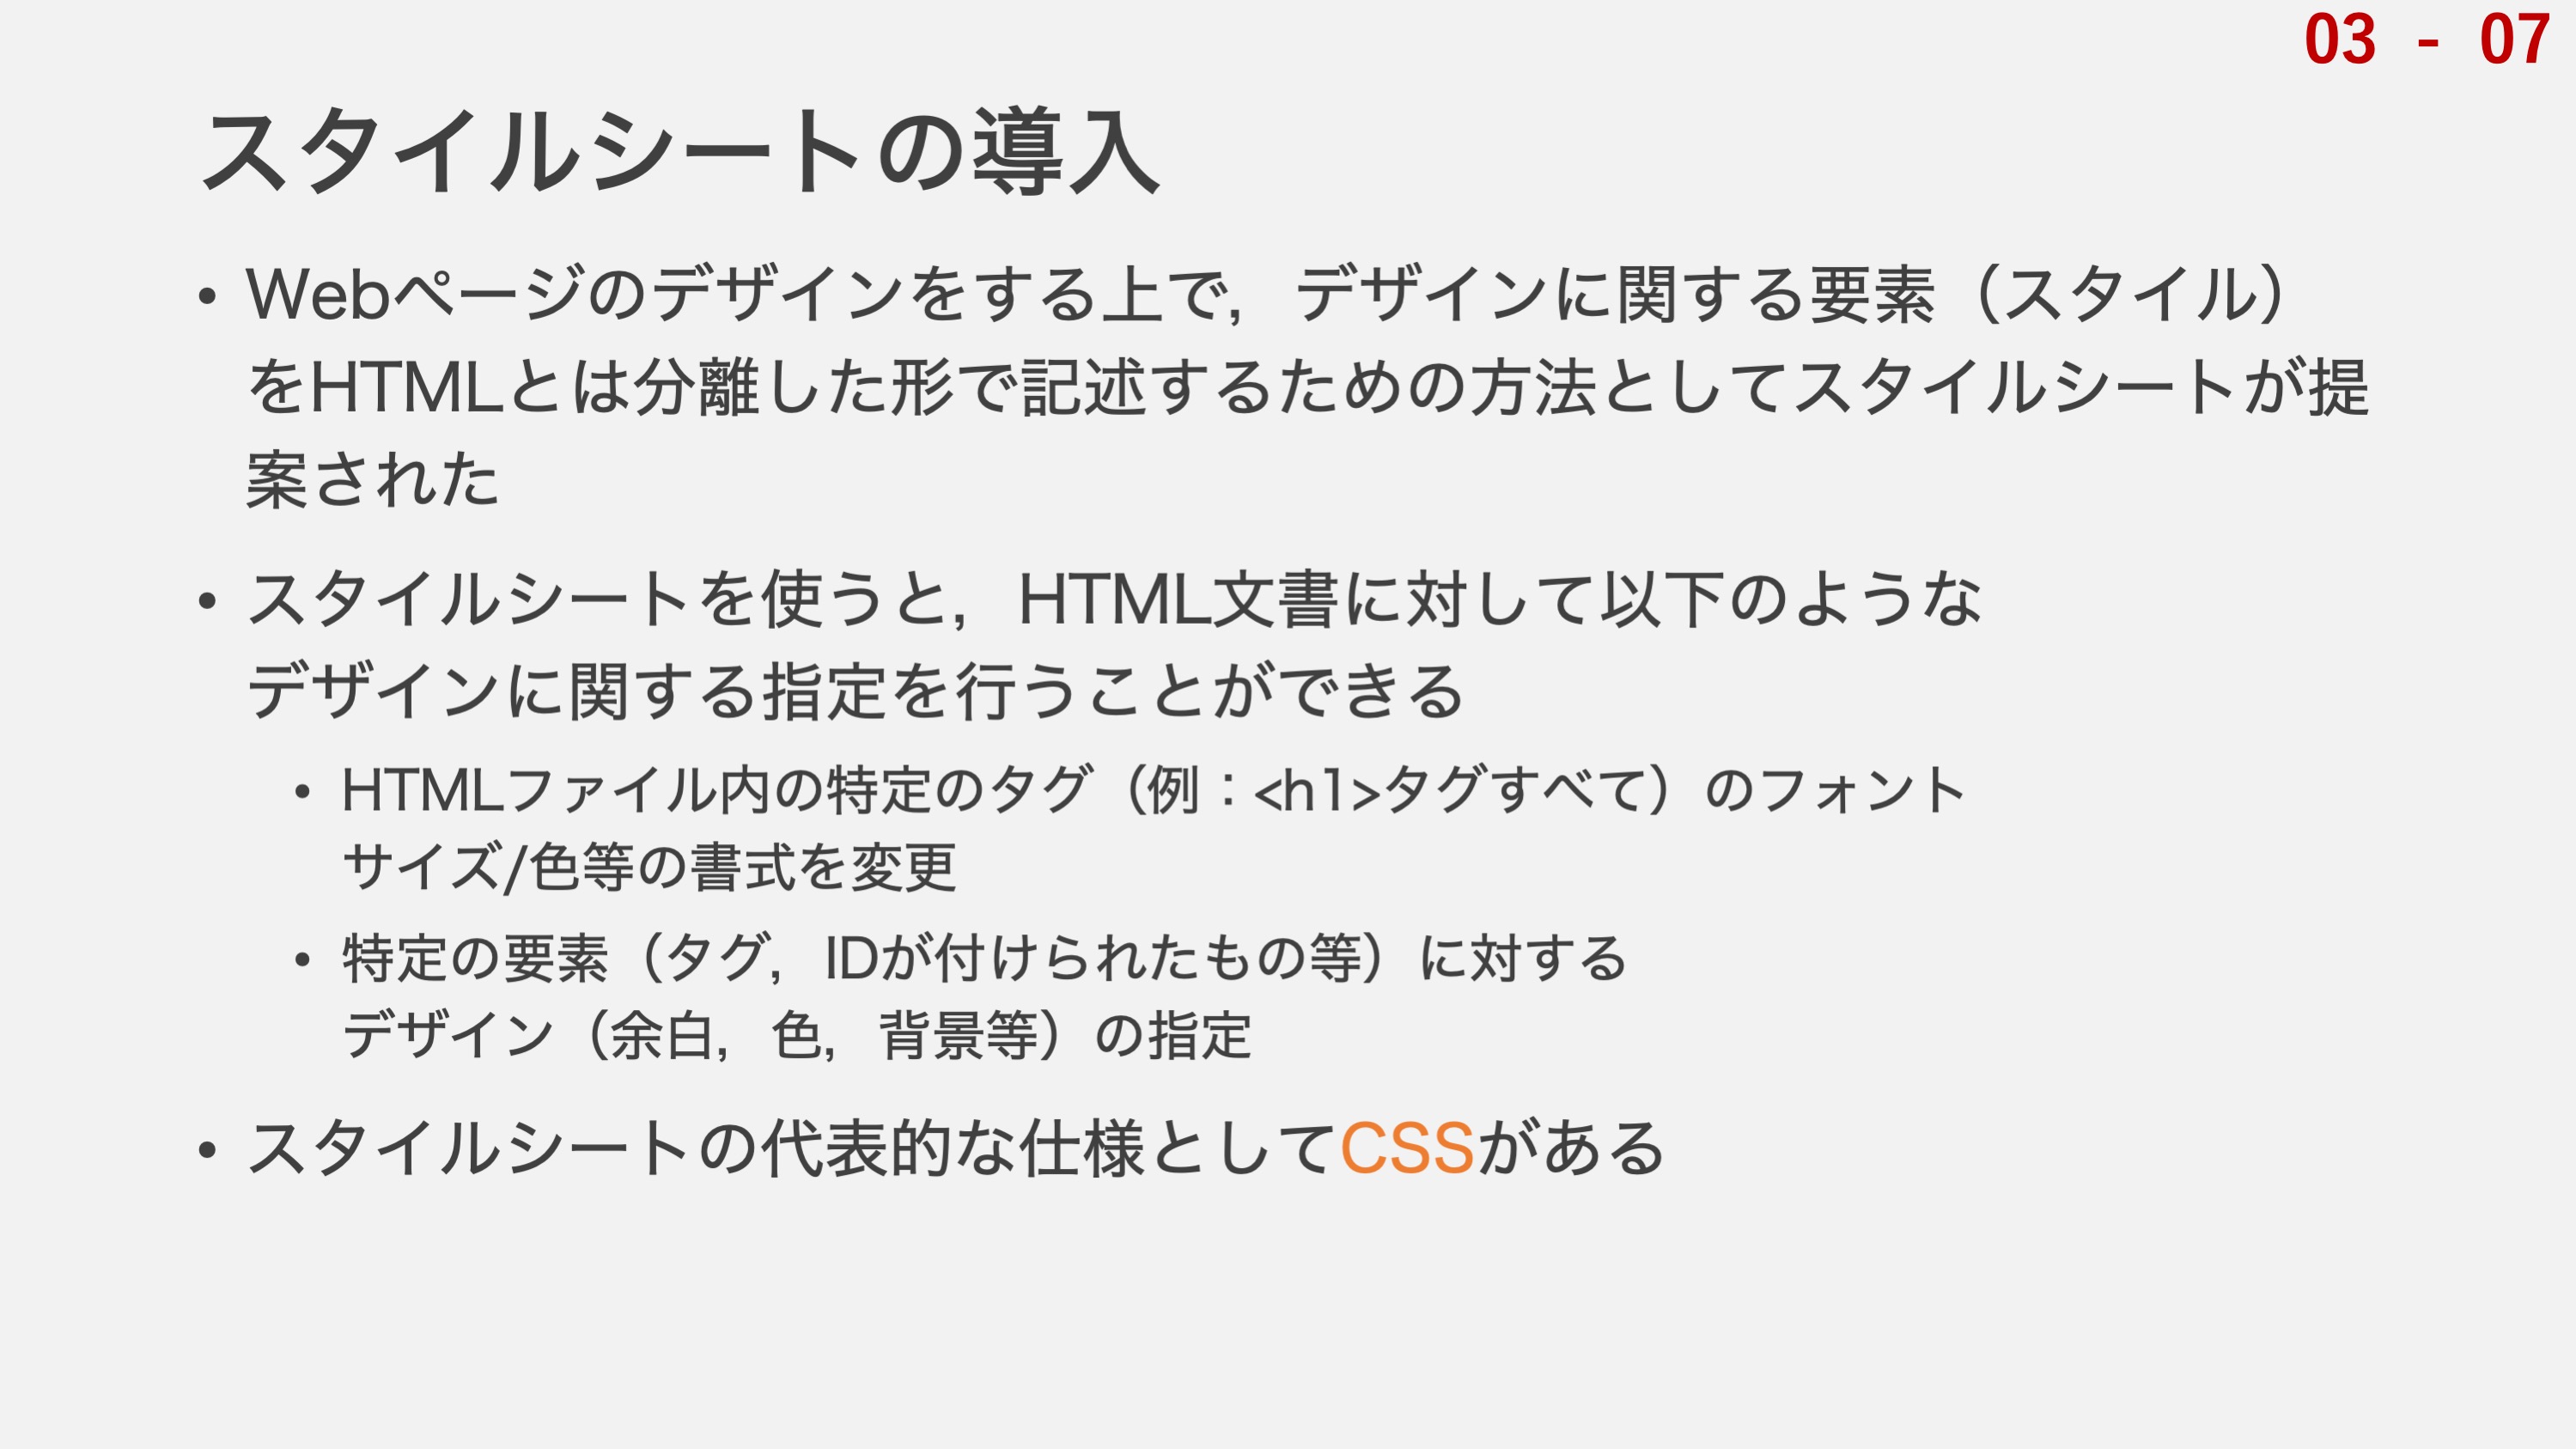 03 - 07
スタイルシートの導入
• Webページのデザインをする上で，デザインに関する要素（スタイル）
をHTMLとは分離した形で記述するための方法としてスタイルシートが提
案された
• スタイルシートを使うと，HTML文書に対して以下のような
デザインに関する指定を行うことができる
• HTMLファイル内の特定のタグ（例：<h1>タグすべて）のフォント
サイズ/色等の書式を変更
• 特定の要素（タグ，IDが付けられたもの等）に対する
デザイン（余白，色，背景等）の指定
• スタイルシートの代表的な仕様としてCSSがある